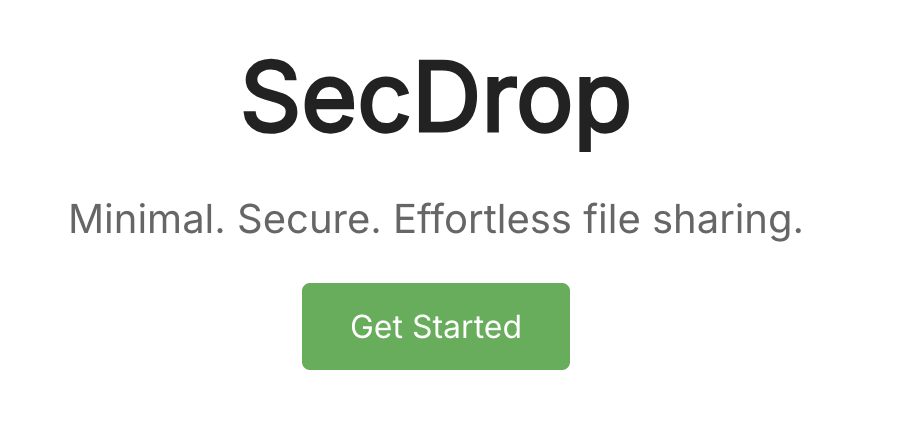 SecDrop
Minimal. Secure. Effortless file sharing.
Get Started